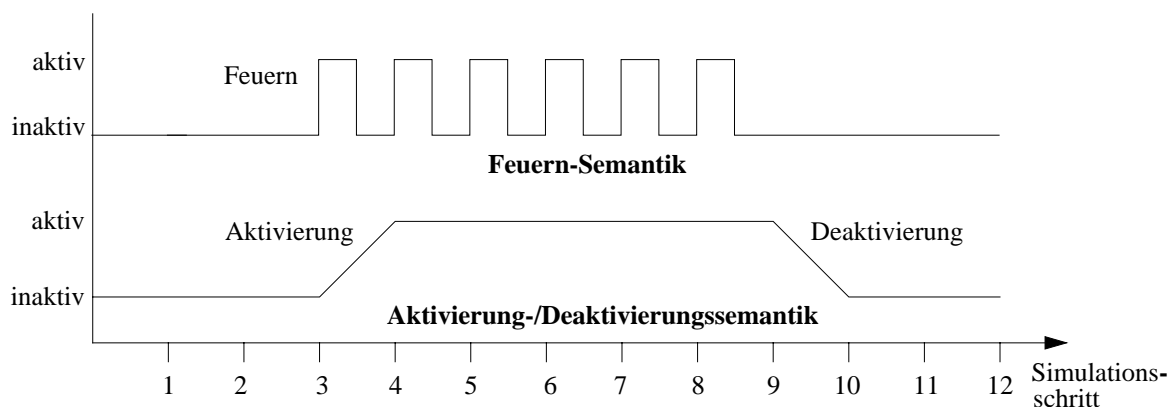 aktiv
Feuern
inaktiv
Feuern-Semantik
aktiv
Aktivierung
Deaktivierung
inaktiv
Aktivierung-/Deaktivierungssemantik
1 2 3 4 5 6 7 8 9 10 11 12
Simulations-
schritt